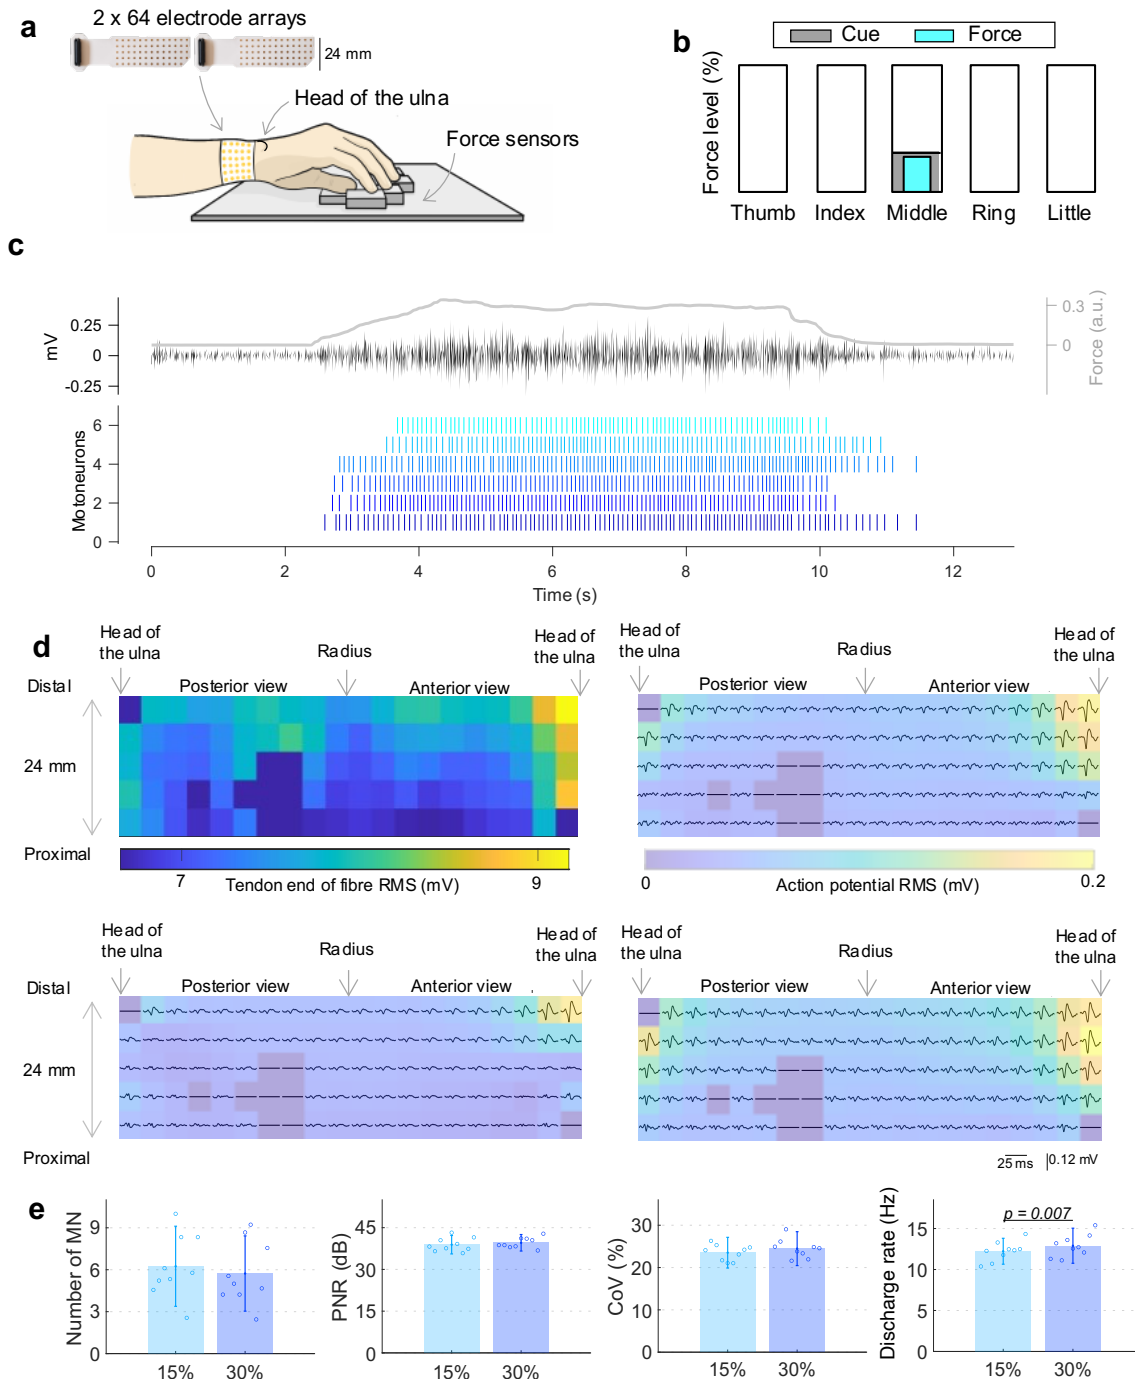 a
2 x 64 electrode arrays
24 mm
Head of the ulna
Force sensors
b
Cue
Force
Force level (%)
Thumb
Index
Middle
Ring
Little
c
0.25
0
-0.25
mV
0.3
0
Force (a.u.)
6
4
2
0
Motoneurons
0
2
4
6
8
10
12
Time (s)
d
Head of
the ulna
Radius
Head of
the ulna
Distal
Posterior view
Anterior view
24 mm
Proximal
7
Tendon end of fibre RMS (mV)
9
Head of
the ulna
Radius
Head of
the ulna
Posterior view
Anterior view
0
Action potential RMS (mV)
0.2
Head of
the ulna
Radius
Head of
the ulna
Distal
Posterior view
Anterior view
24 mm
Proximal
Head of
the ulna
Radius
Head of
the ulna
Posterior view
Anterior view
25 ms
0.12 mV
e
Number of MN
9
6
3
0
15%
30%
PNR (dB)
45
30
15
0
15%
30%
CoV (%)
30
20
10
0
15%
30%
Discharge rate (Hz)
15
10
5
0
p = 0.007
15%
30%